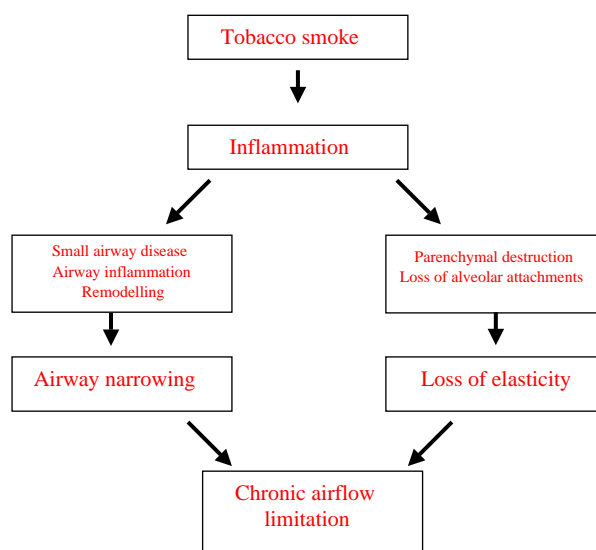 Tobacco smoke
Inflammation
Small airway disease
Airway inflammation
Remodelling
Parenchymal destruction
Loss of alveolar attachments
Airway narrowing
Loss of elasticity
Chronic airflow
limitation